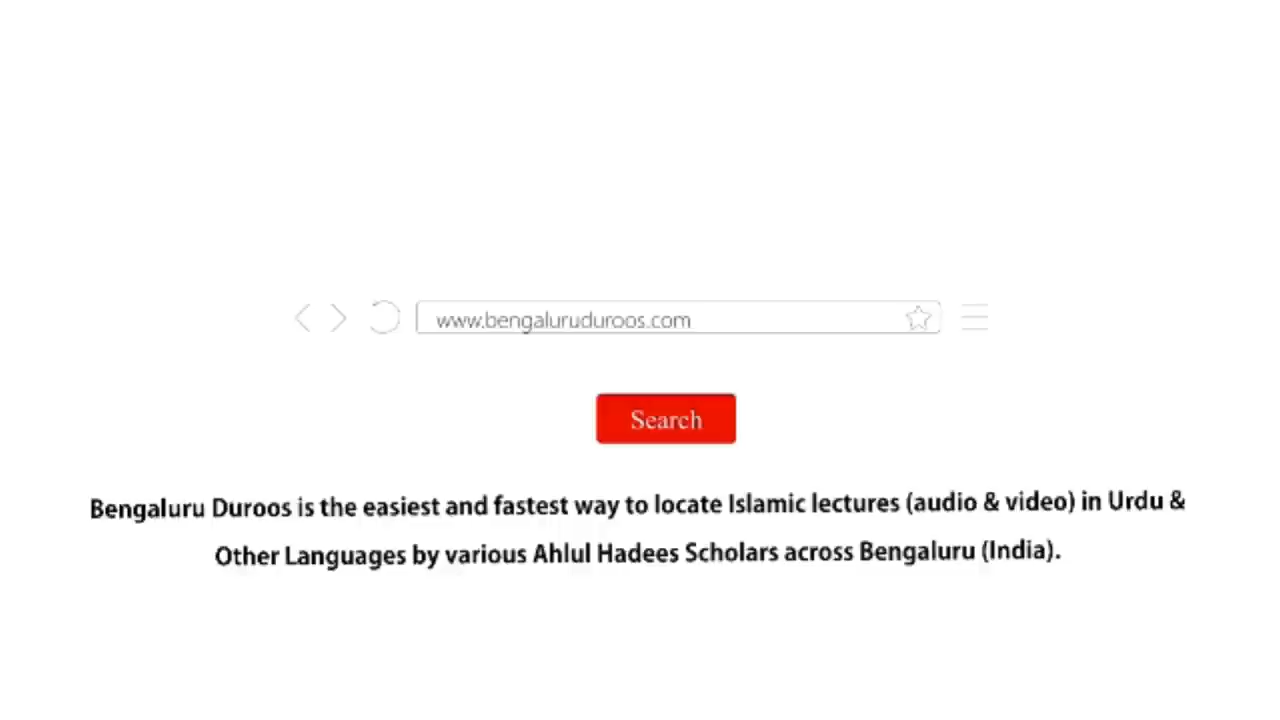 www.bengaluruduroos.com
Search
Bengaluru Duroos is the easiest and fastest way to locate Islamic lectures (audio & video) in Urdu &
Other Languages by various Ahlul Hadees Scholars across Bengaluru (India).